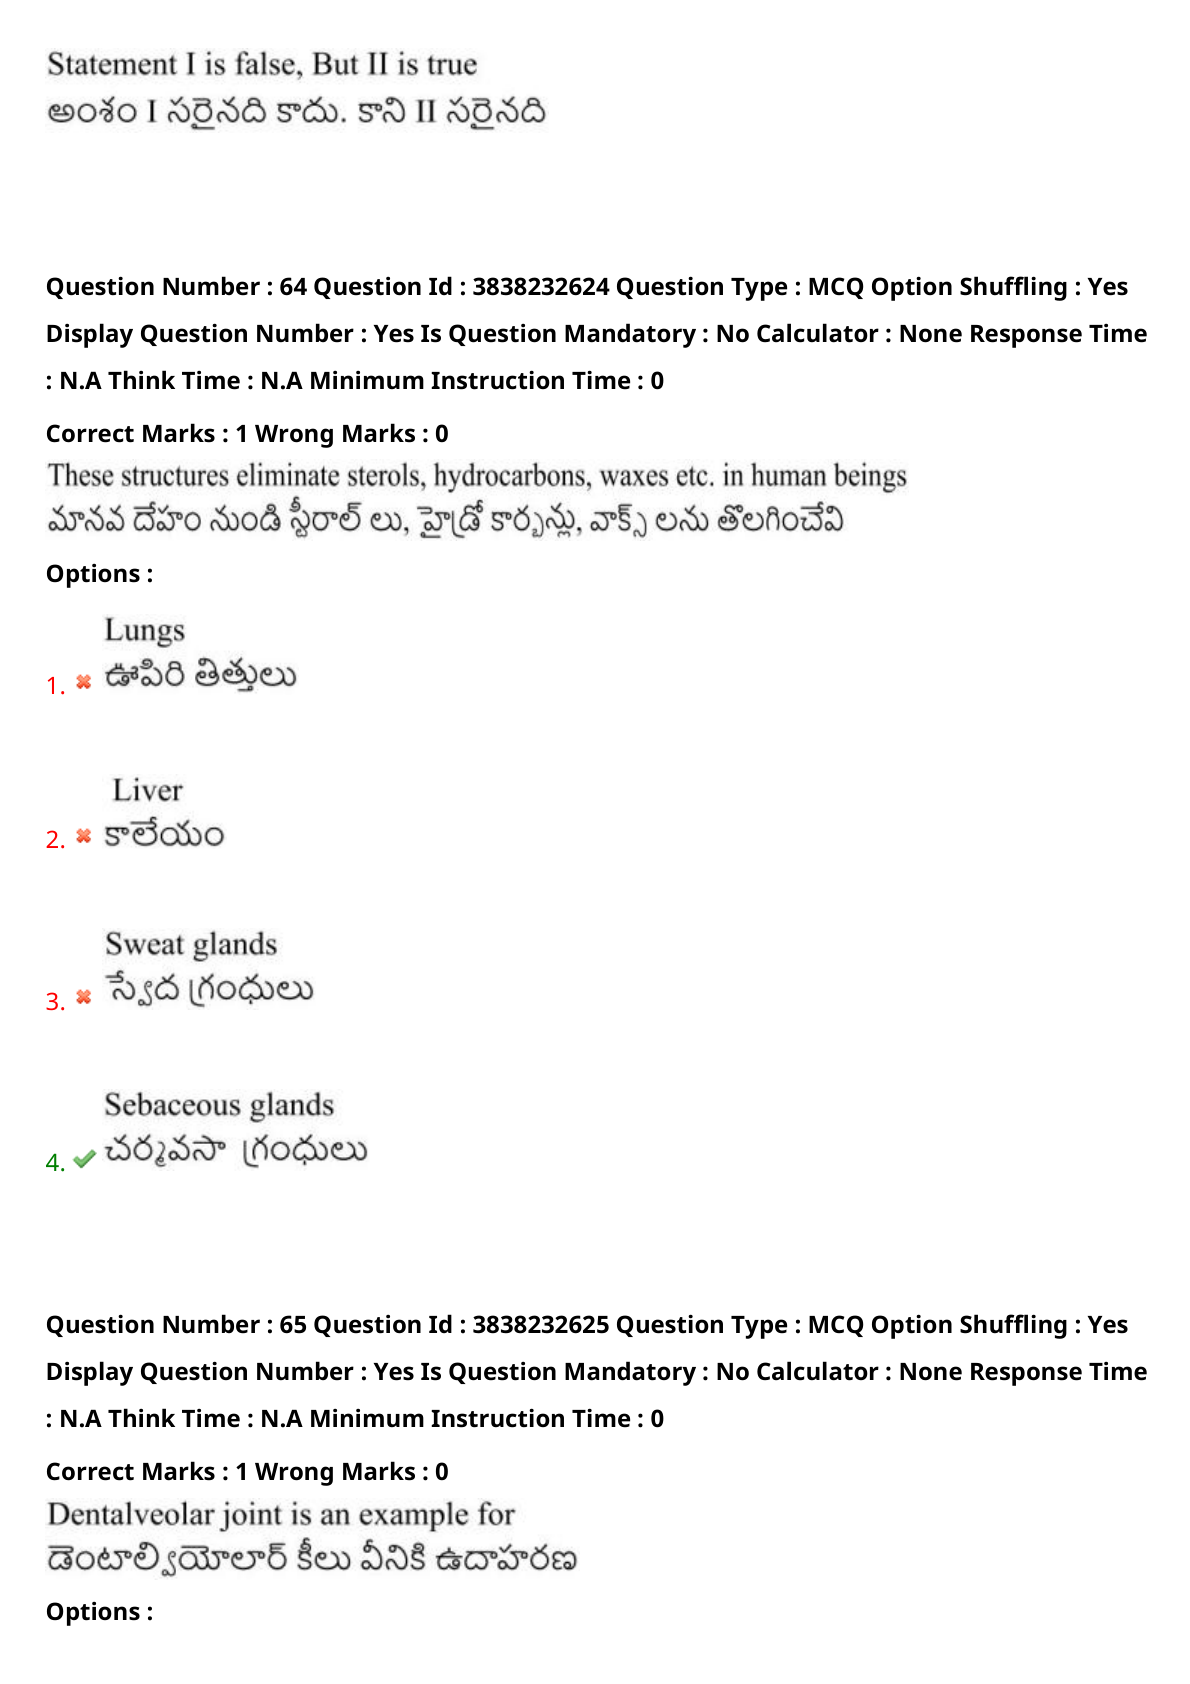 Statement I is false, But II is true
అంశం I సరైనది కాదు. కాని II సరైనది
Question Number : 64 Question Id : 3838232624 Question Type : MCQ Option Shuffling : Yes
Display Question Number : Yes Is Question Mandatory : No Calculator : None Response Time
: N.A Think Time : N.A Minimum Instruction Time : 0
Correct Marks : 1 Wrong Marks : 0
These structures eliminate sterols, hydrocarbons, waxes etc. in human beings
మానవ దేహం నుండి స్టీరాల్ లు, హైడ్రో కార్బన్లు, వాక్స్ లను తొలగించేవి
Options :
Lungs
1. ఊపిరి తిత్తులు
Liver
2. కాలేయం
Sweat glands
3. స్వేద గ్రంధులు
Sebaceous glands
4. చర్మవసా గ్రంధులు
Question Number : 65 Question Id : 3838232625 Question Type : MCQ Option Shuffling : Yes
Display Question Number : Yes Is Question Mandatory : No Calculator : None Response Time
: N.A Think Time : N.A Minimum Instruction Time : 0
Correct Marks : 1 Wrong Marks : 0
Dentalveolar joint is an example for
డెంటాల్వియోలార్ కీలు వీనికి ఉదాహరణ
Options :